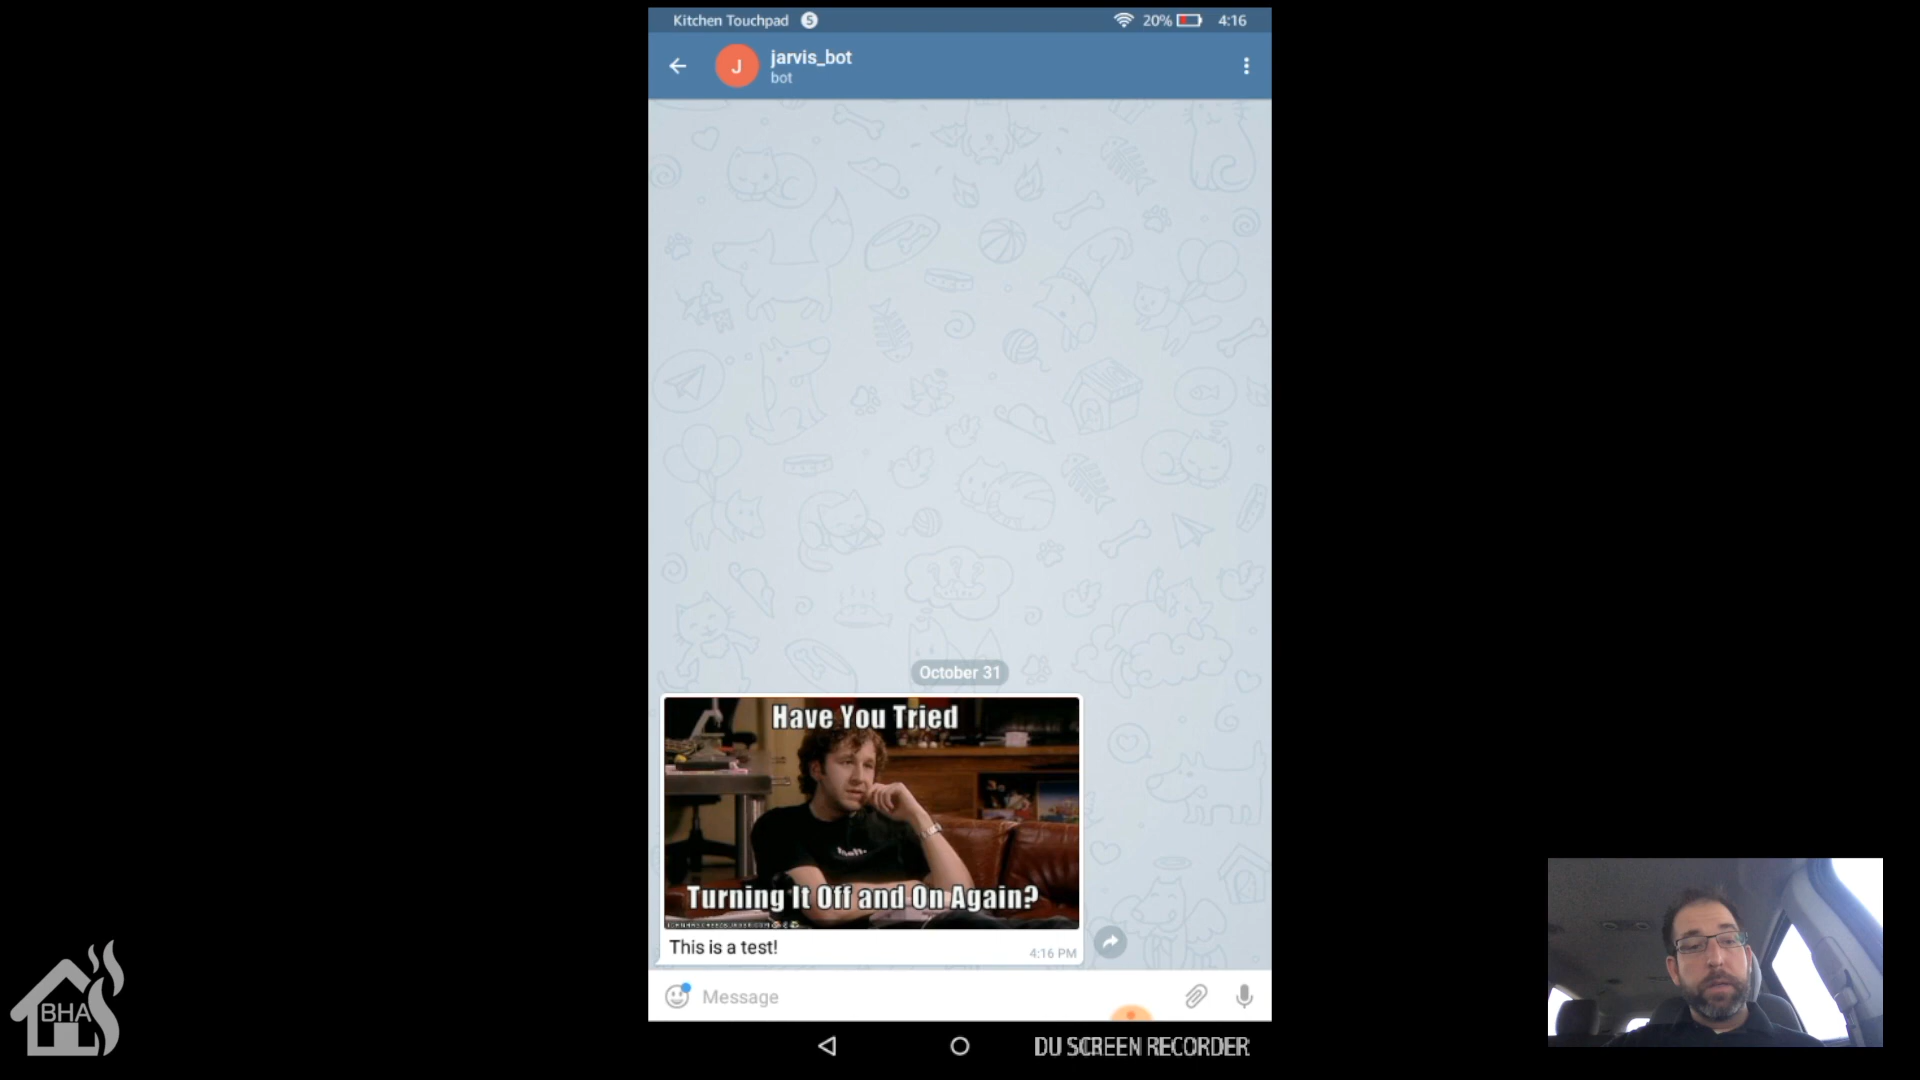 Kitchen Touchpad 5
20% 4:16
J
jarvis_bot
bot
October 31
Have You Tried
Turning It Off and On Again?
This is a test!
4:16 PM
Message
DU SCREEN RECORDER
BHA